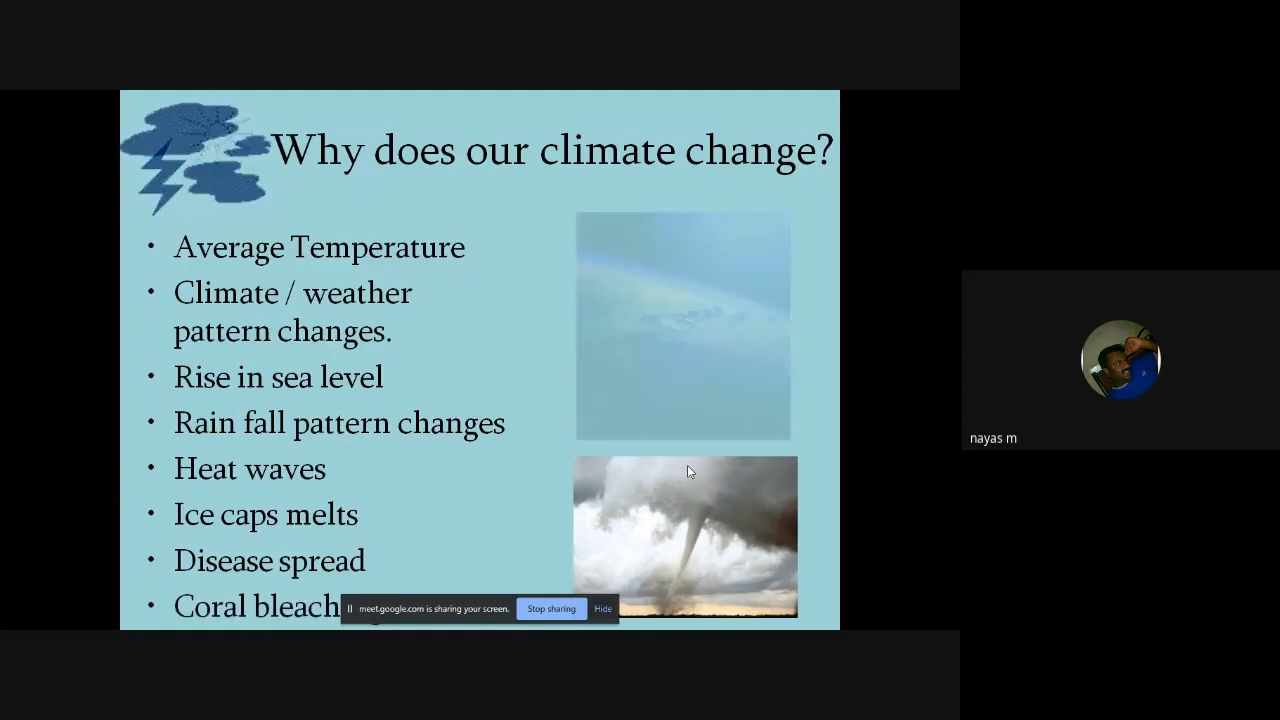 Why does our climate change?
• Average Temperature
• Climate / weather
pattern changes.
• Rise in sea level
• Rain fall pattern changes
• Heat waves
• Ice caps melts
• Disease spread
• Coral bleach
meet.google.com is sharing your screen. Stop sharing Hide
nayas m